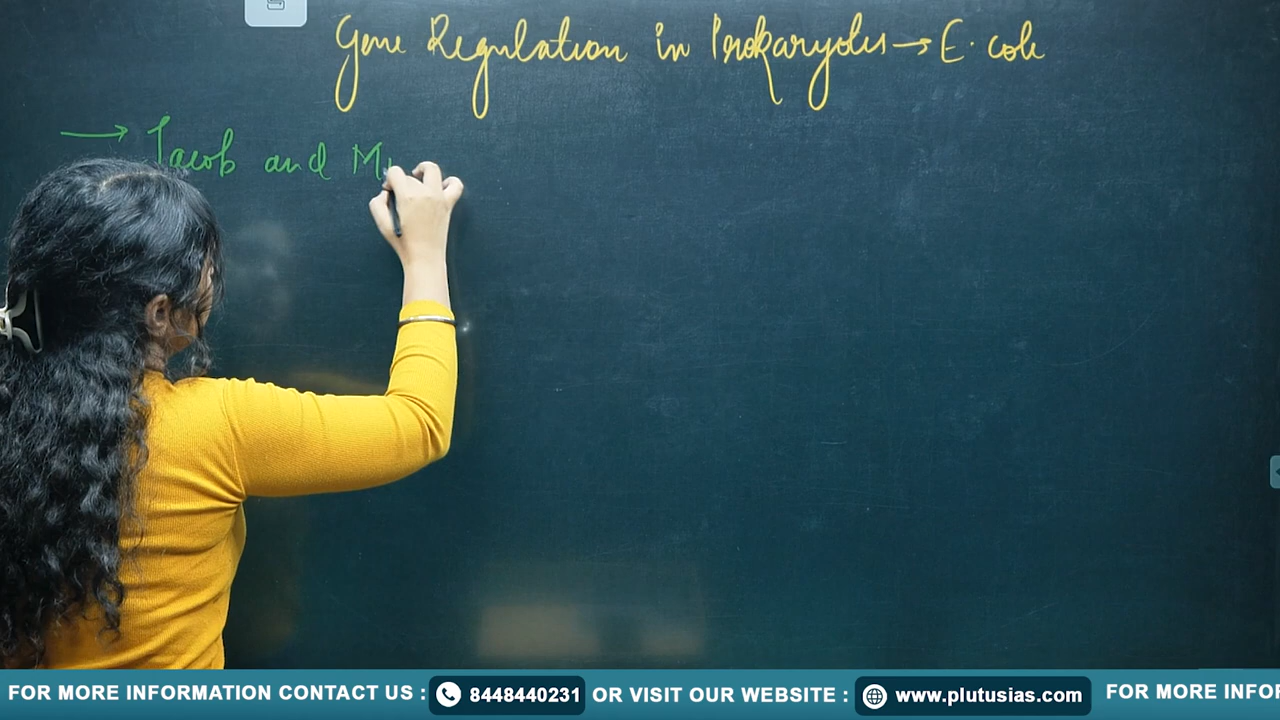 Gene Regulation in Prokaryotes → E. coli
→ Jacob and M
FOR MORE INFORMATION CONTACT US : 8448440231 OR VISIT OUR WEBSITE : www.plutusias.com FOR MORE INFOR